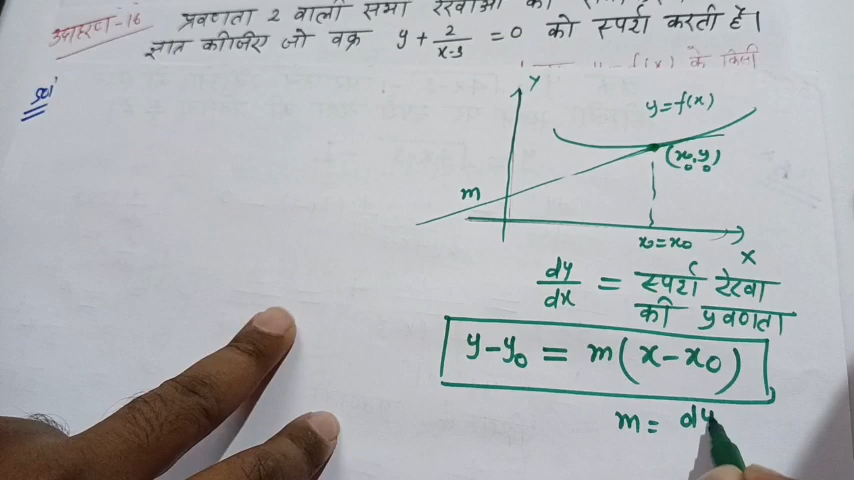 उदाहरण-16 प्रवणता 2 वाली सभी रेखाओं
ज्ञात कीजिए जो वक्र y + 2/(x-3) = 0 को स्पर्श करती हैं।
f(x) के किसी
हल
Y
y=f(x)
(x₀, y₀)
m
x=x₀
X
dy/dx = स्पर्श रेखा
की प्रवणता
y-y₀ = m(x-x₀)
m = dy